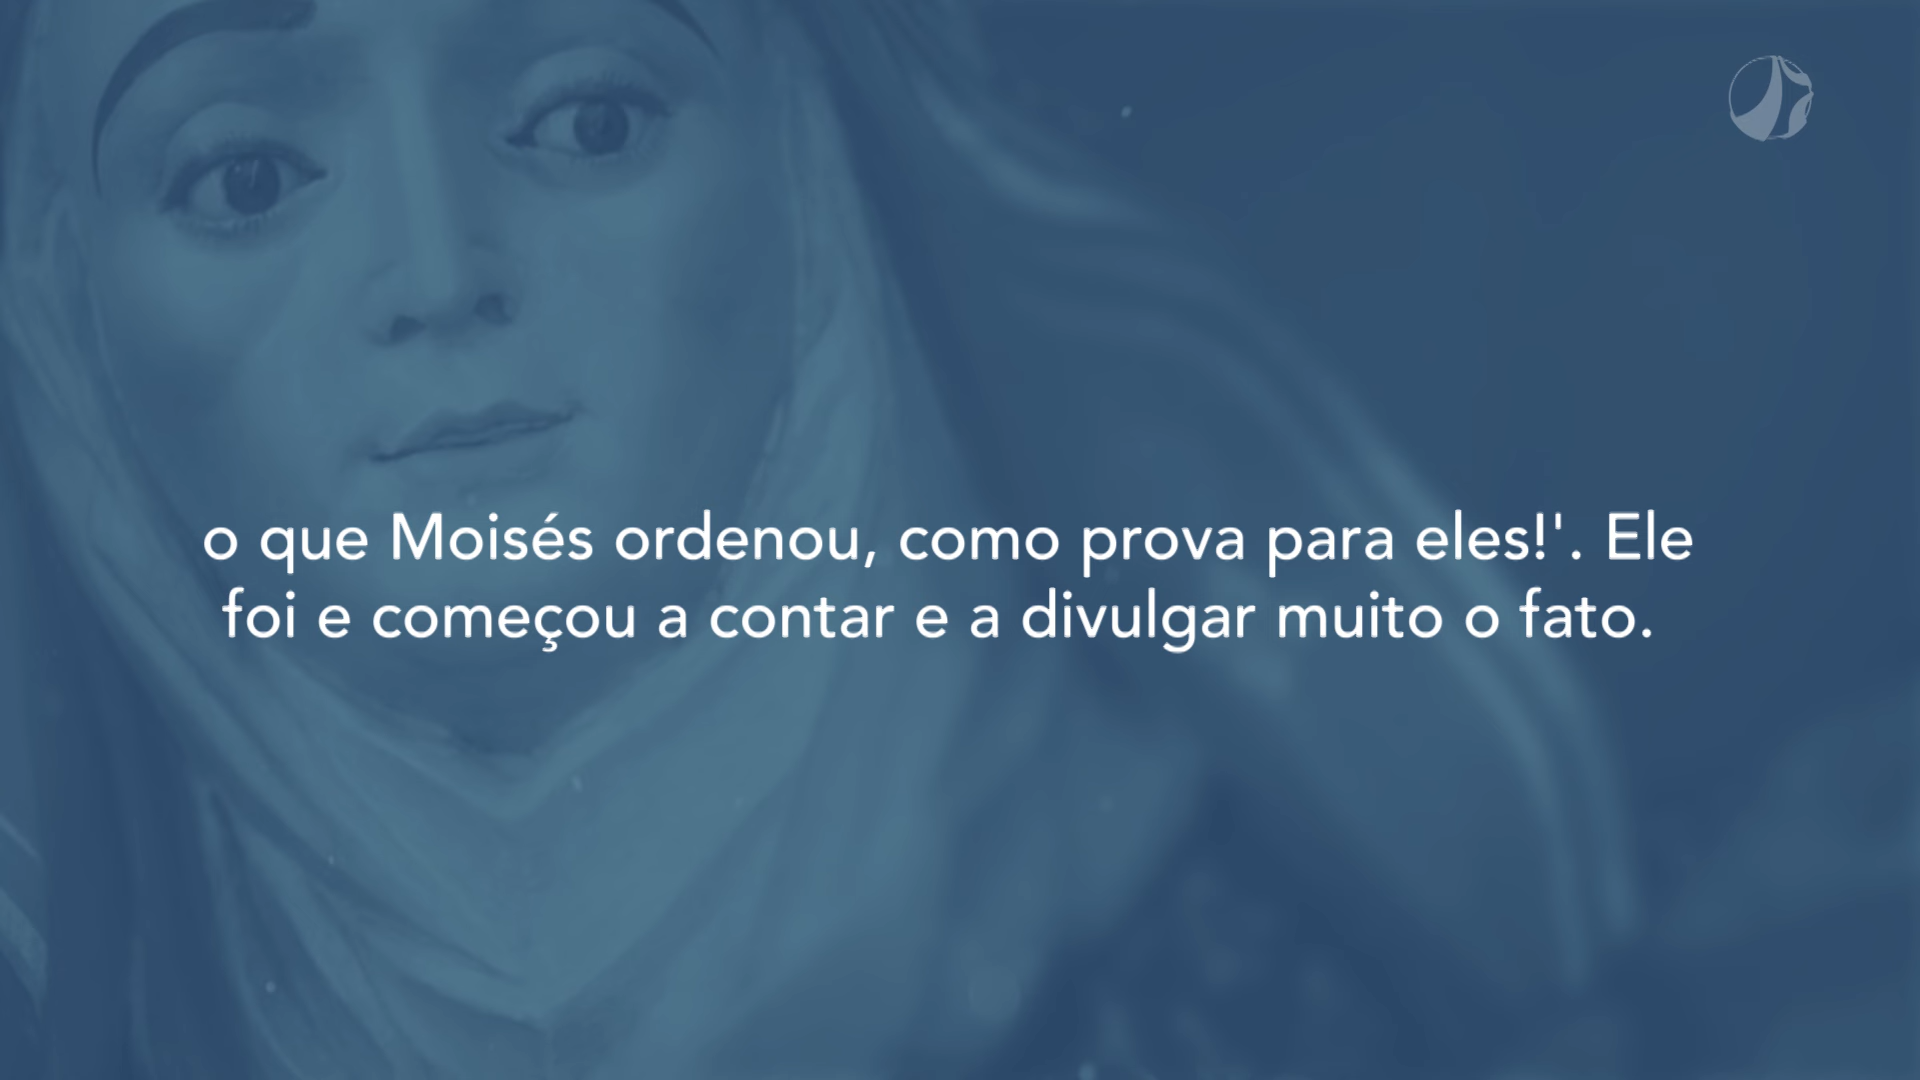 o que Moisés ordenou, como prova para eles!'. Ele
foi e começou a contar e a divulgar muito o fato.